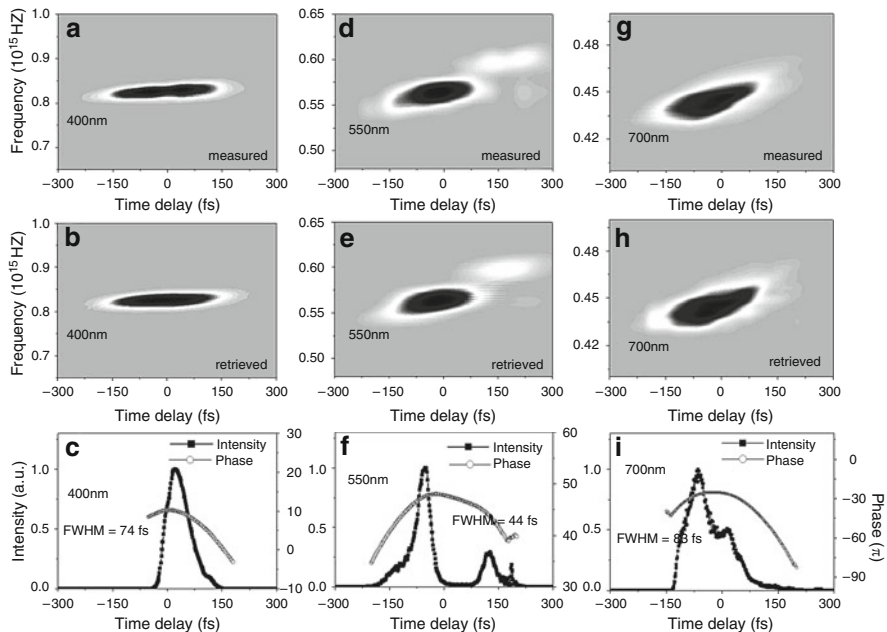 a
d
g
Frequency (10¹⁵HZ)
1.0
0.9
0.8
0.7
400nm
measured
−300 −150 0 150 300
Time delay (fs)
0.65
0.60
0.55
0.50
550nm
measured
−300 −150 0 150 300
Time delay (fs)
0.48
0.45
0.42
700nm
measured
−300 −150 0 150 300
Time delay (fs)
b
e
h
Frequency (10¹⁵HZ)
1.0
0.9
0.8
0.7
400nm
retrieved
−300 −150 0 150 300
Time delay (fs)
0.65
0.60
0.55
0.50
550nm
retrieved
−300 −150 0 150 300
Time delay (fs)
0.48
0.45
0.42
700nm
retrieved
−300 −150 0 150 300
Time delay (fs)
c
f
i
Intensity (a.u.)
1.0
0.5
0.0
Intensity
Phase
400nm
FWHM = 74 fs
30
20
10
0
−10
−300 −150 0 150 300
Time delay (fs)
1.0
0.5
0.0
Intensity
Phase
550nm
FWHM = 44 fs
60
50
40
30
−300 −150 0 150 300
Time delay (fs)
1.0
0.5
0.0
Intensity
Phase
700nm
FWHM = 83 fs
0
−30
−60
−90
Phase (π)
−300 −150 0 150 300
Time delay (fs)